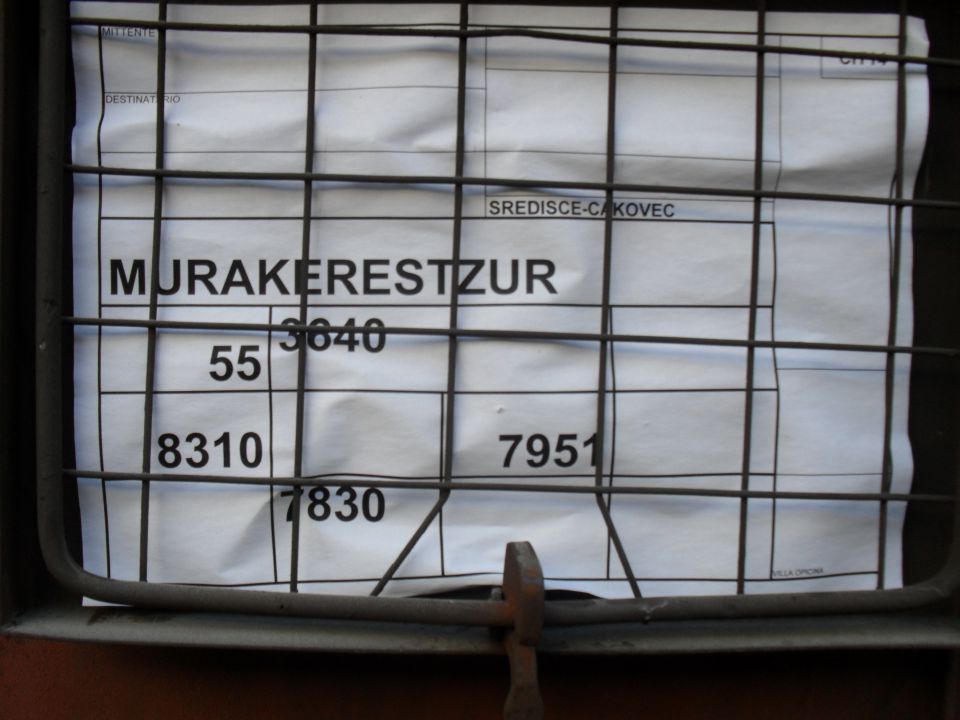 MITTENTE
DESTINATARIO
SREDISCE-CAKOVEC
MURAKERESTZUR
3640
55
8310
7951
7830
VILLA OPICINA